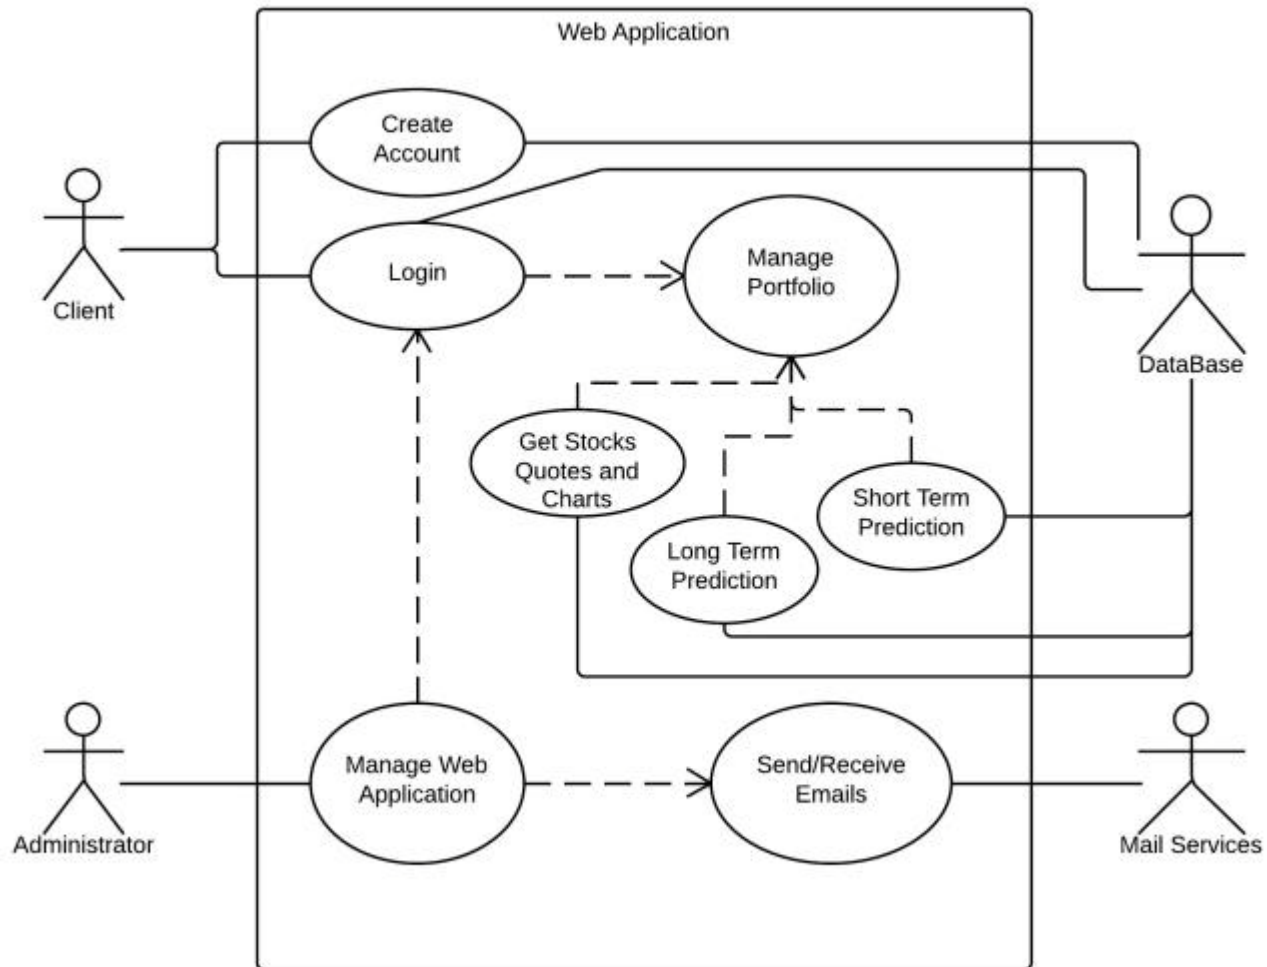 Web Application
Create
Account
Client
Login
Manage
Portfolio
DataBase
Get Stocks
Quotes and
Charts
Short Term
Prediction
Long Term
Prediction
Administrator
Manage Web
Application
Send/Receive
Emails
Mail Services